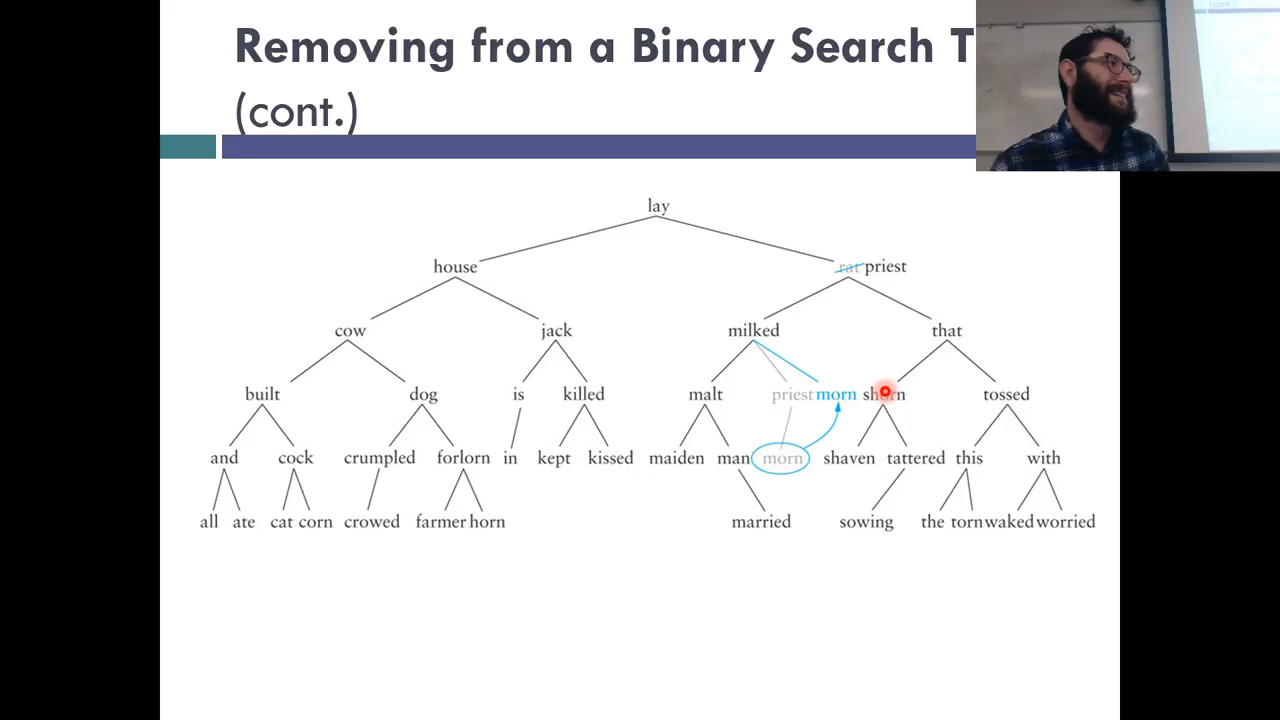 Removing from a Binary Search T
(cont.)
lay
house rat priest
cow jack milked that
built dog is killed malt priest morn shorn tossed
and cock crumpled forlorn in kept kissed maiden man morn shaven tattered this with
all ate cat corn crowed farmer horn married sowing the torn waked worried